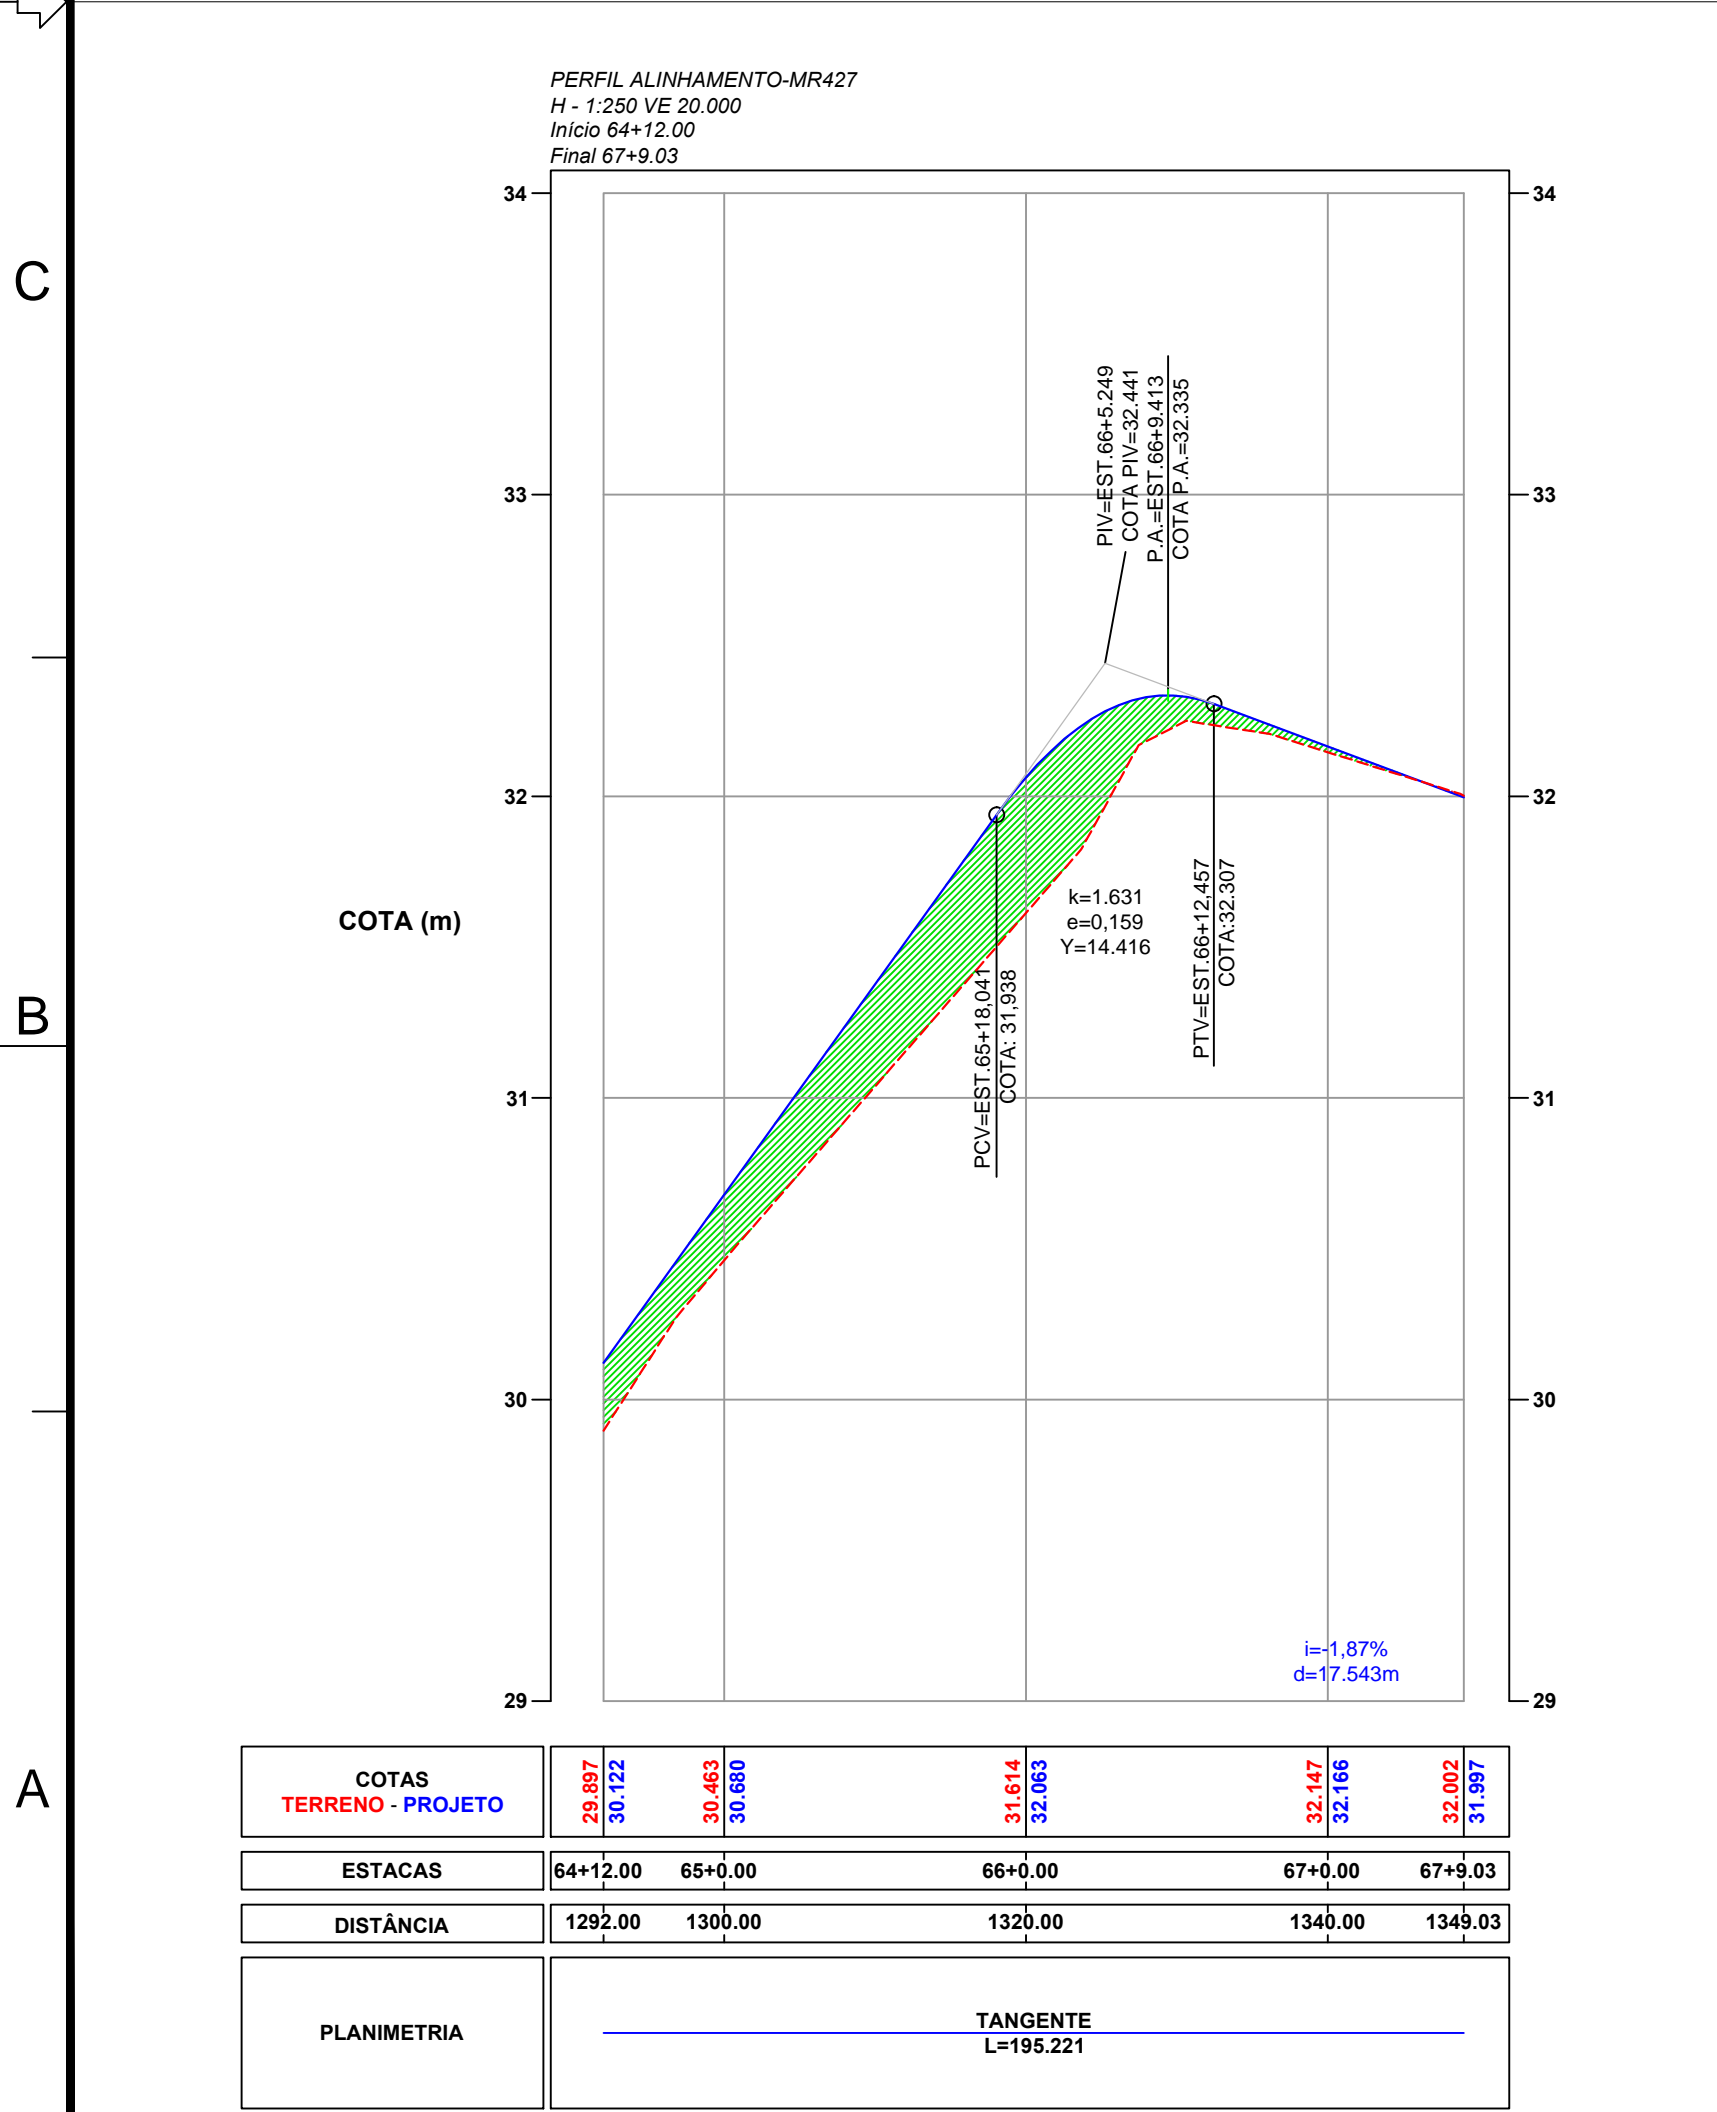 PERFIL ALINHAMENTO-MR427
H - 1:250 VE 20.000
Início 64+12.00
Final 67+9.03
34
34
C
PIV=EST.66+5.249
COTA PIV=32.441
P.A.=EST.66+9.413
COTA P.A.=32.335
33
33
32
32
COTA (m)
k=1.631
e=0,159
Y=14.416
PTV=EST.66+12,457
COTA:32.307
PCV=EST.65+18,041
COTA: 31,938
B
31
31
30
30
i=-1,87%
d=17.543m
29
29
A
COTAS
TERRENO - PROJETO
29.897
30.122
30.463
30.680
31.614
32.063
32.147
32.166
32.002
31.997
ESTACAS
64+12.00 65+0.00 66+0.00 67+0.00 67+9.03
DISTÂNCIA
1292.00 1300.00 1320.00 1340.00 1349.03
PLANIMETRIA
TANGENTE
L=195.221